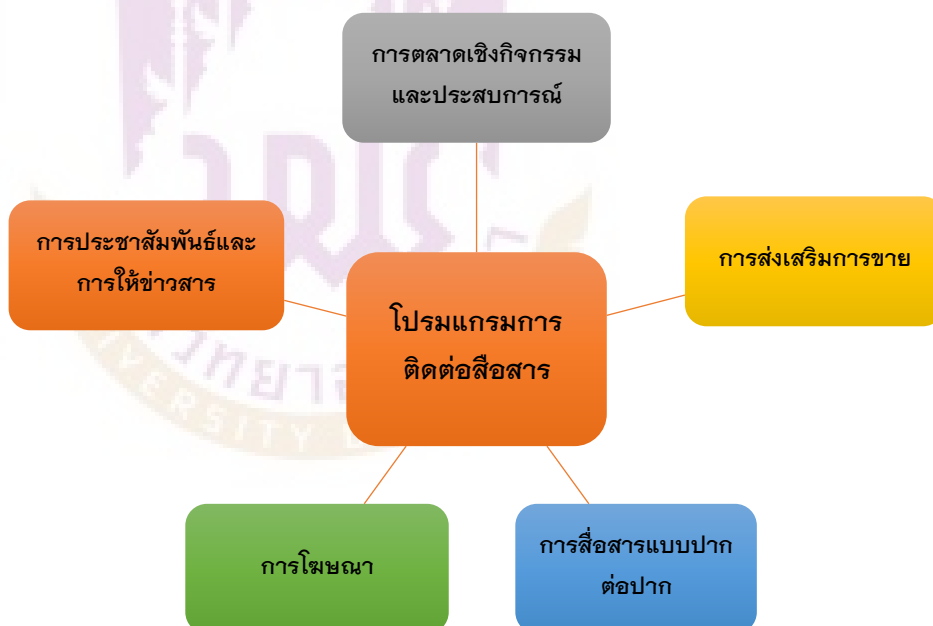 การตลาดเชิงกิจกรรม
และประสบการณ์
การประชาสัมพันธ์และ
การให้ข่าวสาร
การส่งเสริมการขาย
โปรมแกรมการ
ติดต่อสือสาร
การโฆษณา
การสื่อสารแบบปาก
ต่อปาก